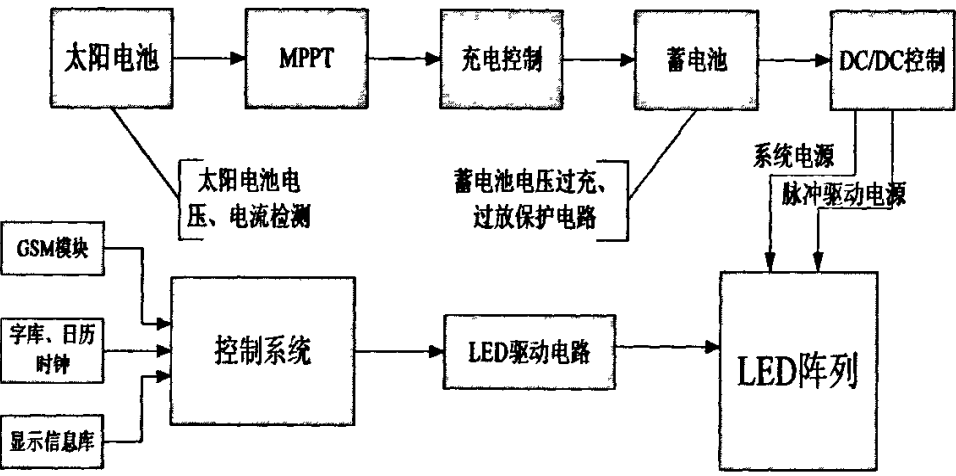 太阳电池
MPPT
充电控制
蓄电池
DC/DC控制
系统电源
脉冲驱动电源
太阳电池电
压、电流检测
蓄电池电压过充、
过放保护电路
GSM模块
字库、日历
时钟
显示信息库
控制系统
LED驱动电路
LED阵列